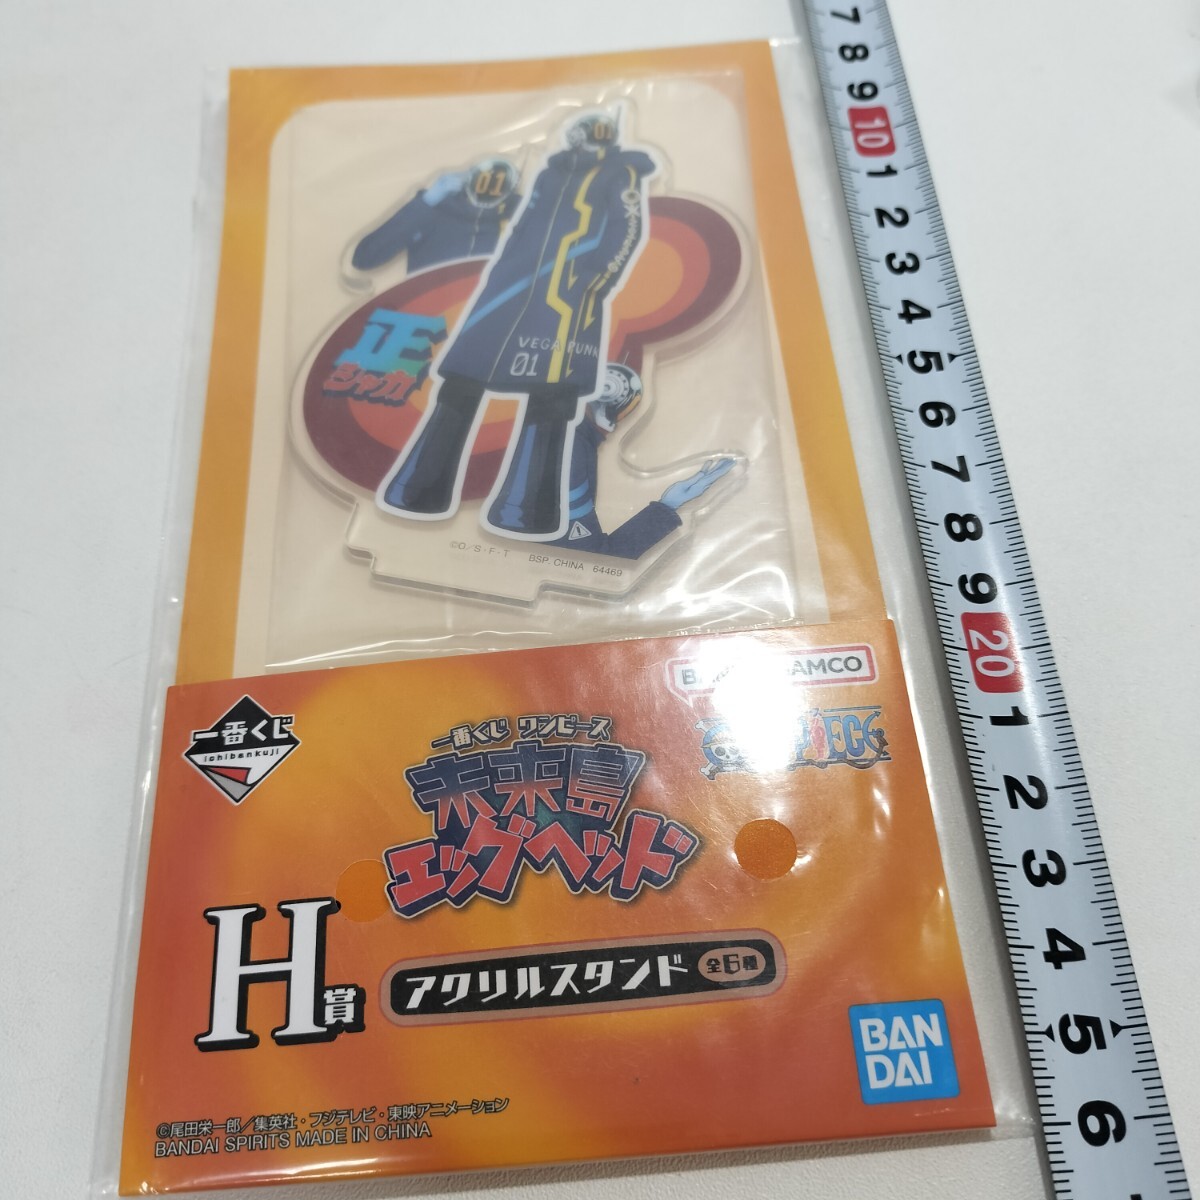 01
01
正
シャカ
VEGA PUNK
01
©O./S・F・T
BSP, CHINA 64469
一番くじ
ichibankuji
一番くじ ワンピース
未来島
エッグヘッド
H賞
アクリルスタンド 全6種
BAN
DAI
©尾田栄一郎／集英社・フジテレビ・東映アニメーション
BANDAI SPIRITS MADE IN CHINA
7
8
9
10
1
2
3
4
5
6
7
8
9
20
1
2
3
4
5
6